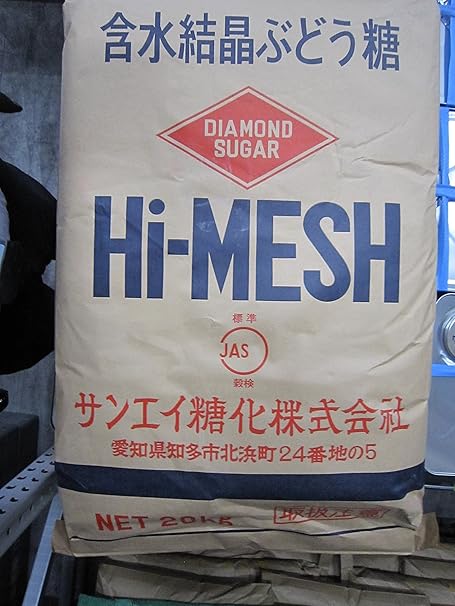 含水結晶ぶどう糖
DIAMOND
SUGAR
Hi-MESH
標準
JAS
穀検
サンエイ糖化株式会社
愛知県知多市北浜町24番地の5
NET 20kg
取扱注意